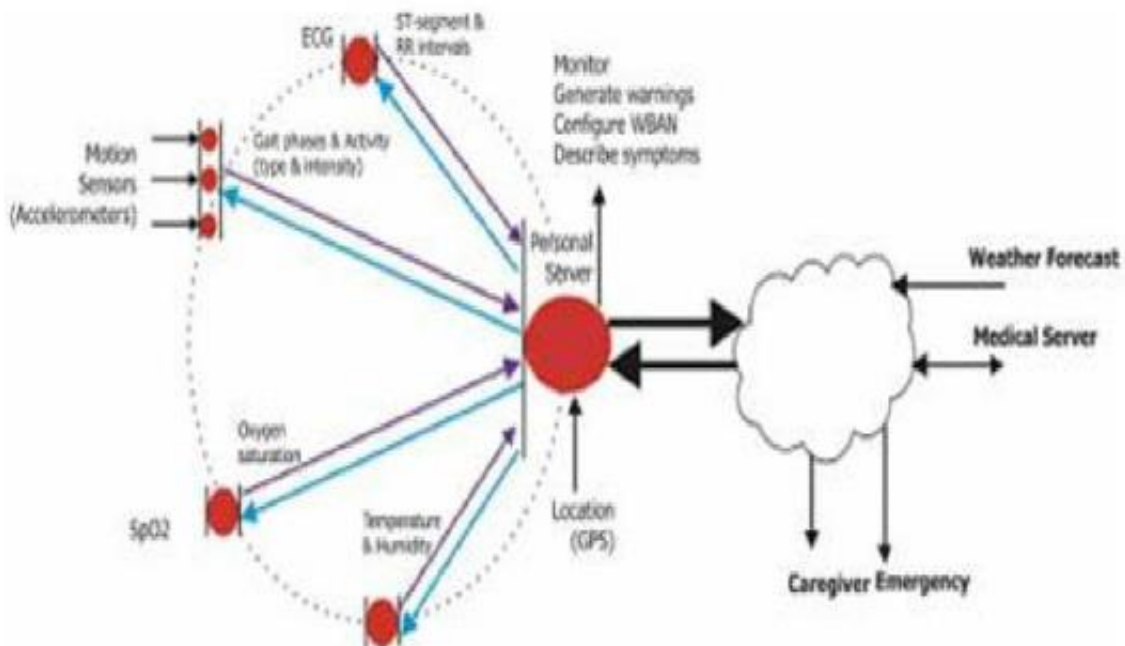 ECG
ST-segment &
RR intervals
Monitor
Generate warnings
Configure WBAN
Describe symptoms
Motion
Sensors
(Accelerometers)
Gait phases & Activity
(type & intensity)
Personal
Server
Weather Forecast
Medical Server
Oxygen
saturation
SpO2
Temperature
& Humidity
Location
(GPS)
Caregiver Emergency